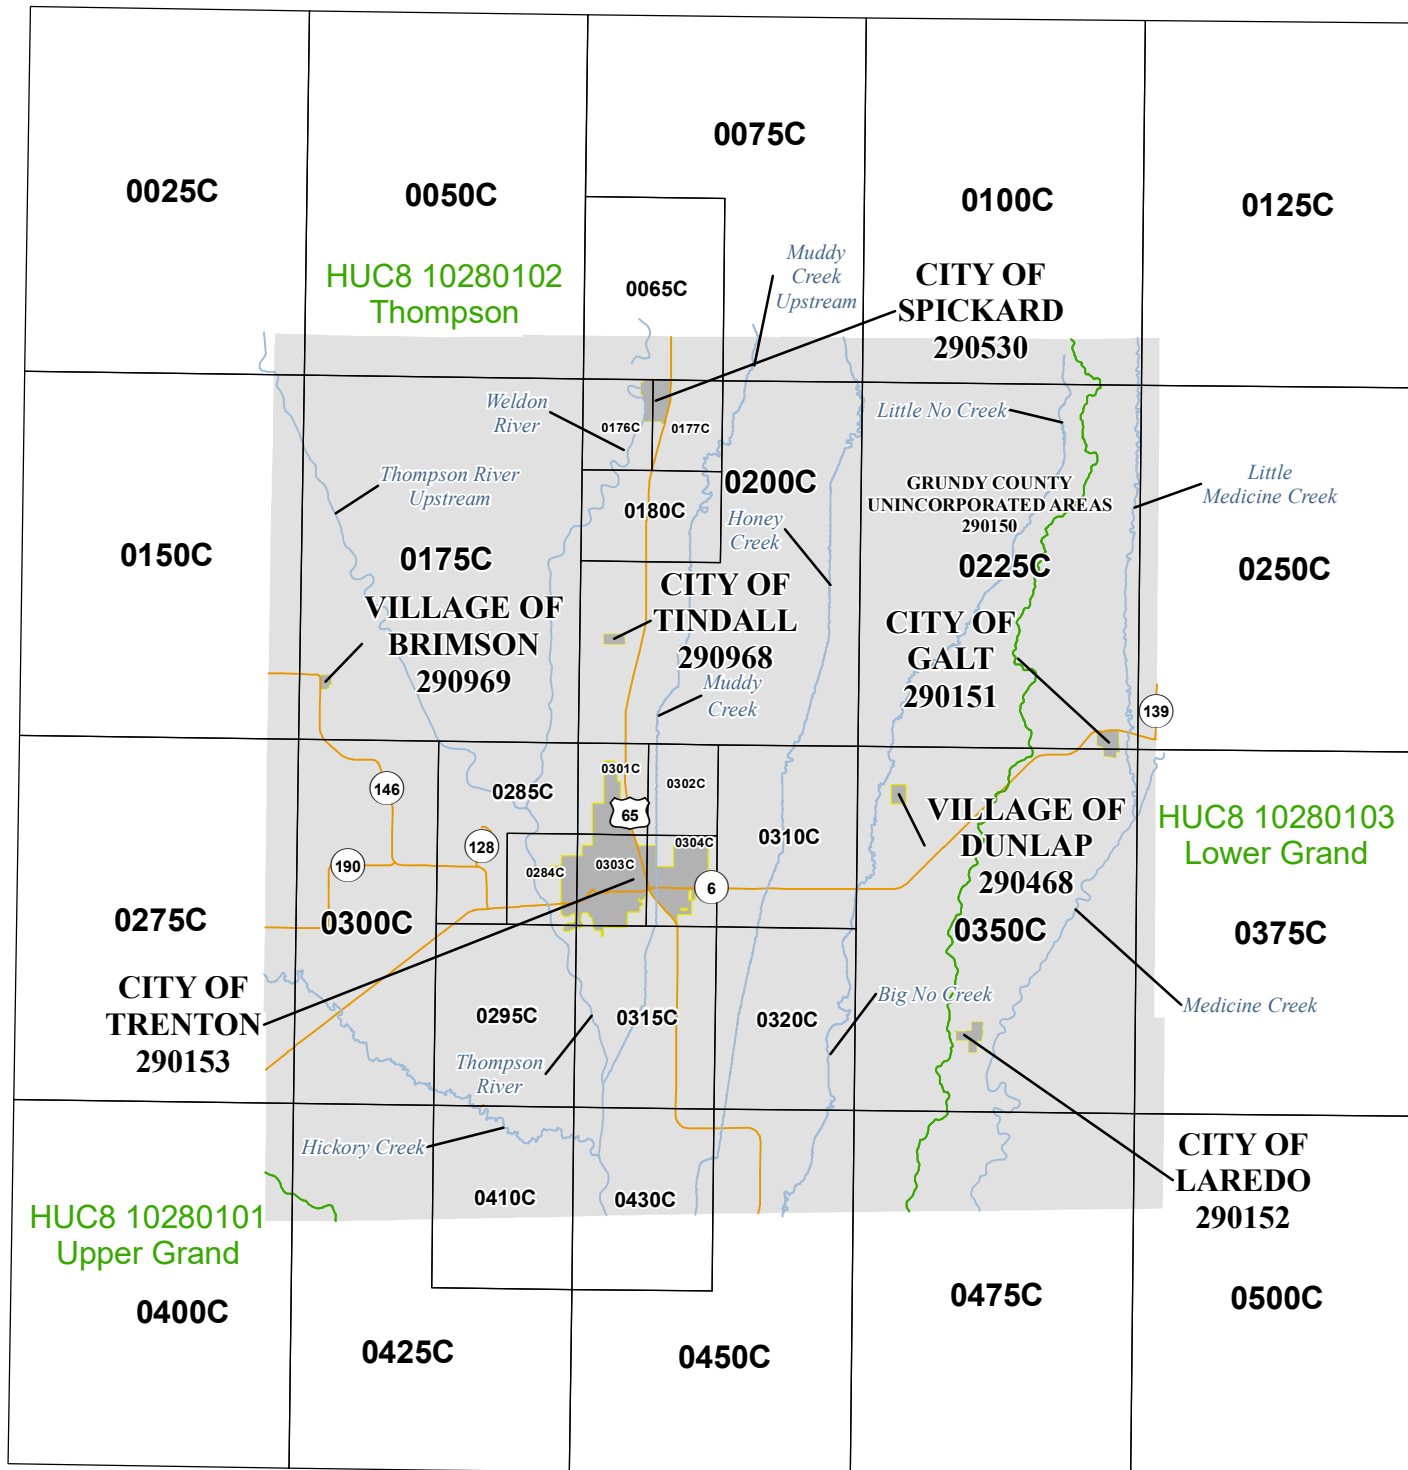 0075C
0025C
0050C
0100C
0125C
HUC8 10280102
Thompson
0065C
Muddy
Creek
Upstream
CITY OF
SPICKARD
290530
Weldon
River
0176C
0177C
Little No Creek
Thompson River
Upstream
0200C
0180C
Honey
Creek
GRUNDY COUNTY
UNINCORPORATED AREAS
290150
Little
Medicine Creek
0150C
0175C
0225C
0250C
VILLAGE OF
BRIMSON
290969
CITY OF
TINDALL
290968
CITY OF
GALT
290151
Muddy
Creek
139
146
0285C
0301C
0302C
65
128
190
0284C
0303C
0304C
0310C
6
VILLAGE OF
DUNLAP
290468
HUC8 10280103
Lower Grand
0275C
0300C
0350C
0375C
CITY OF
TRENTON
290153
0295C
0315C
0320C
Big No Creek
Medicine Creek
Thompson
River
Hickory Creek
CITY OF
LAREDO
290152
0410C
0430C
HUC8 10280101
Upper Grand
0400C
0475C
0500C
0425C
0450C